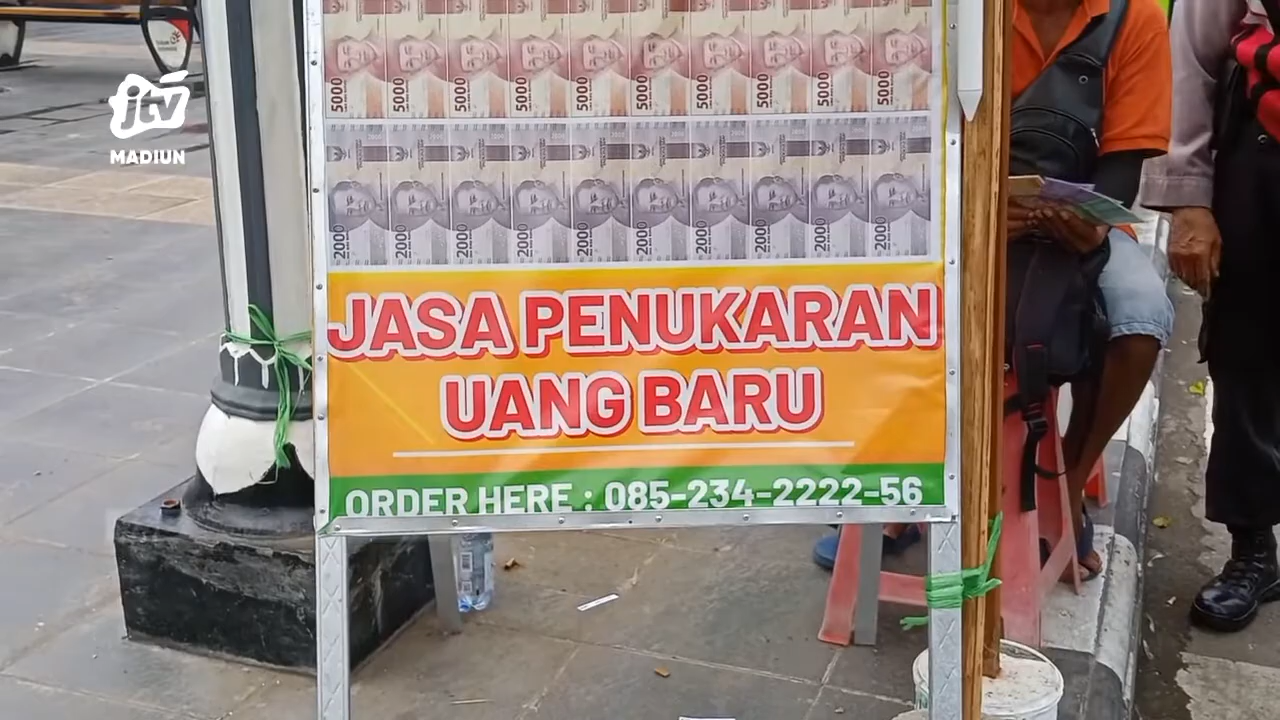 jtv
MADIUN
5000 5000 5000 5000 5000 5000 5000 5000 5000 5000
2000 2000 2000 2000 2000 2000 2000 2000 2000 2000
JASA PENUKARAN
UANG BARU
ORDER HERE : 085-234-2222-56